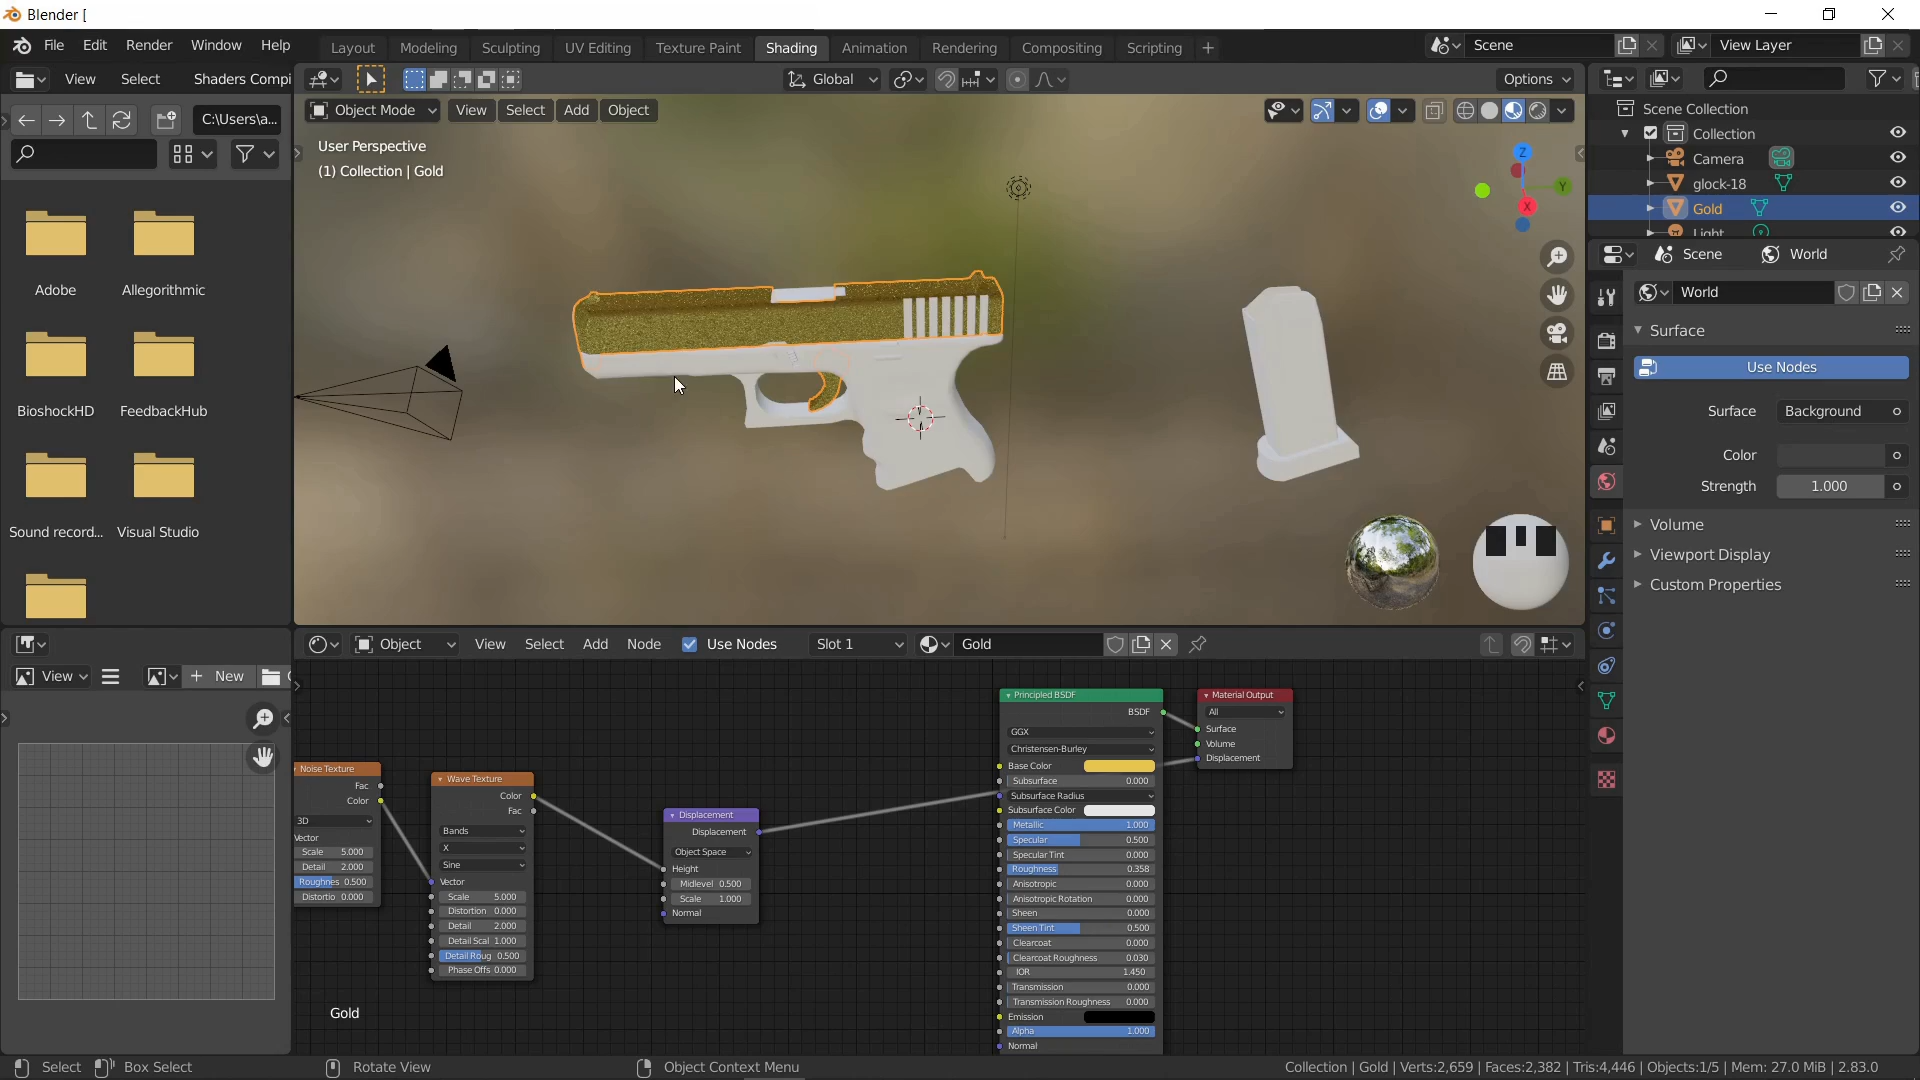 Blender [
File Edit Render Window Help
Layout Modeling Sculpting UV Editing Texture Paint Shading Animation Rendering Compositing Scripting +
Scene
View Layer
View Select Shaders Compi
Global
Options
C:\Users\a...
Object Mode View Select Add Object
User Perspective
(1) Collection | Gold
Z
Y
X
Adobe
Allegorithmic
BioshockHD
FeedbackHub
Sound record...
Visual Studio
Scene Collection
Collection
Camera
glock-18
Gold
Light
Scene World
World
Surface
Use Nodes
Surface Background
Color
Strength 1.000
Volume
Viewport Display
Custom Properties
Object View Select Add Node Use Nodes Slot 1 Gold
View + New
Noise Texture
Fac
Color
3D
Vector
Scale 5.000
Detail 2.000
Roughnes 0.500
Distortio 0.000
Wave Texture
Color
Fac
Bands
X
Sine
Vector
Scale 5.000
Distortion 0.000
Detail 2.000
Detail Scal 1.000
Detail Roug 0.500
Phase Offs 0.000
Displacement
Displacement
Object Space
Height
Midlevel 0.500
Scale 1.000
Normal
Principled BSDF
BSDF
GGX
Christensen-Burley
Base Color
Subsurface 0.000
Subsurface Radius
Subsurface Color
Metallic 1.000
Specular 0.500
Specular Tint 0.000
Roughness 0.358
Anisotropic 0.000
Anisotropic Rotation 0.000
Sheen 0.000
Sheen Tint 0.500
Clearcoat 0.000
Clearcoat Roughness 0.030
IOR 1.450
Transmission 0.000
Transmission Roughness 0.000
Emission
Alpha 1.000
Normal
Material Output
All
Surface
Volume
Displacement
Gold
Select Box Select Rotate View Object Context Menu
Collection | Gold | Verts:2,659 | Faces:2,382 | Tris:4,446 | Objects:1/5 | Mem: 27.0 MiB | 2.83.0